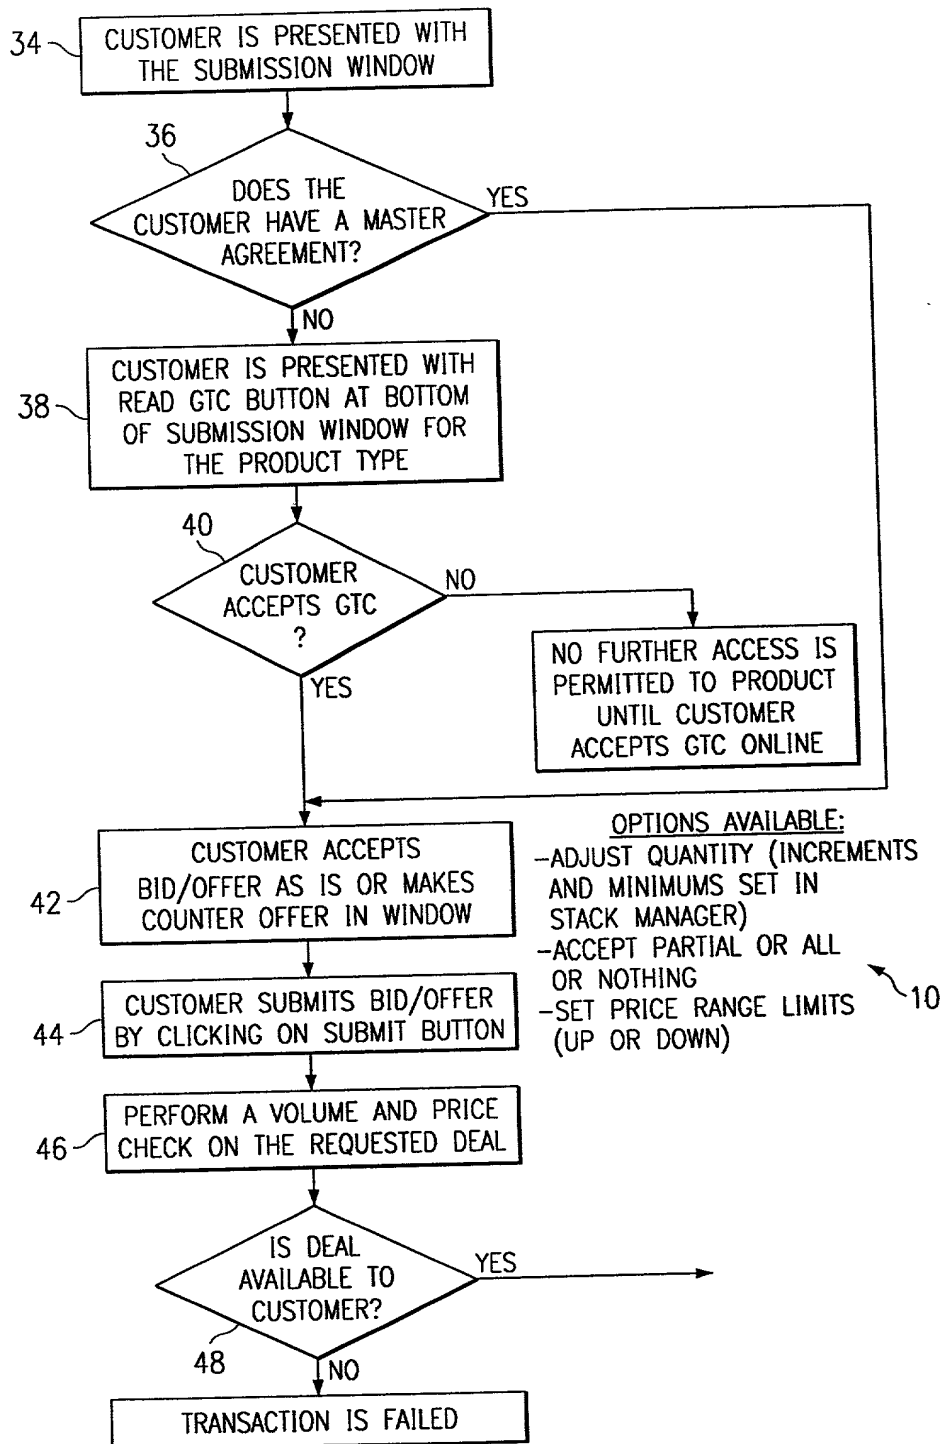 34
CUSTOMER IS PRESENTED WITH
THE SUBMISSION WINDOW
36
DOES THE
CUSTOMER HAVE A MASTER
AGREEMENT?
YES
NO
38
CUSTOMER IS PRESENTED WITH
READ GTC BUTTON AT BOTTOM
OF SUBMISSION WINDOW FOR
THE PRODUCT TYPE
40
CUSTOMER
ACCEPTS GTC
?
NO
YES
NO FURTHER ACCESS IS
PERMITTED TO PRODUCT
UNTIL CUSTOMER
ACCEPTS GTC ONLINE
42
CUSTOMER ACCEPTS
BID/OFFER AS IS OR MAKES
COUNTER OFFER IN WINDOW
OPTIONS AVAILABLE:
-ADJUST QUANTITY (INCREMENTS
AND MINIMUMS SET IN
STACK MANAGER)
-ACCEPT PARTIAL OR ALL
OR NOTHING
-SET PRICE RANGE LIMITS
(UP OR DOWN)
10
44
CUSTOMER SUBMITS BID/OFFER
BY CLICKING ON SUBMIT BUTTON
46
PERFORM A VOLUME AND PRICE
CHECK ON THE REQUESTED DEAL
IS DEAL
AVAILABLE TO
CUSTOMER?
YES
48
NO
TRANSACTION IS FAILED